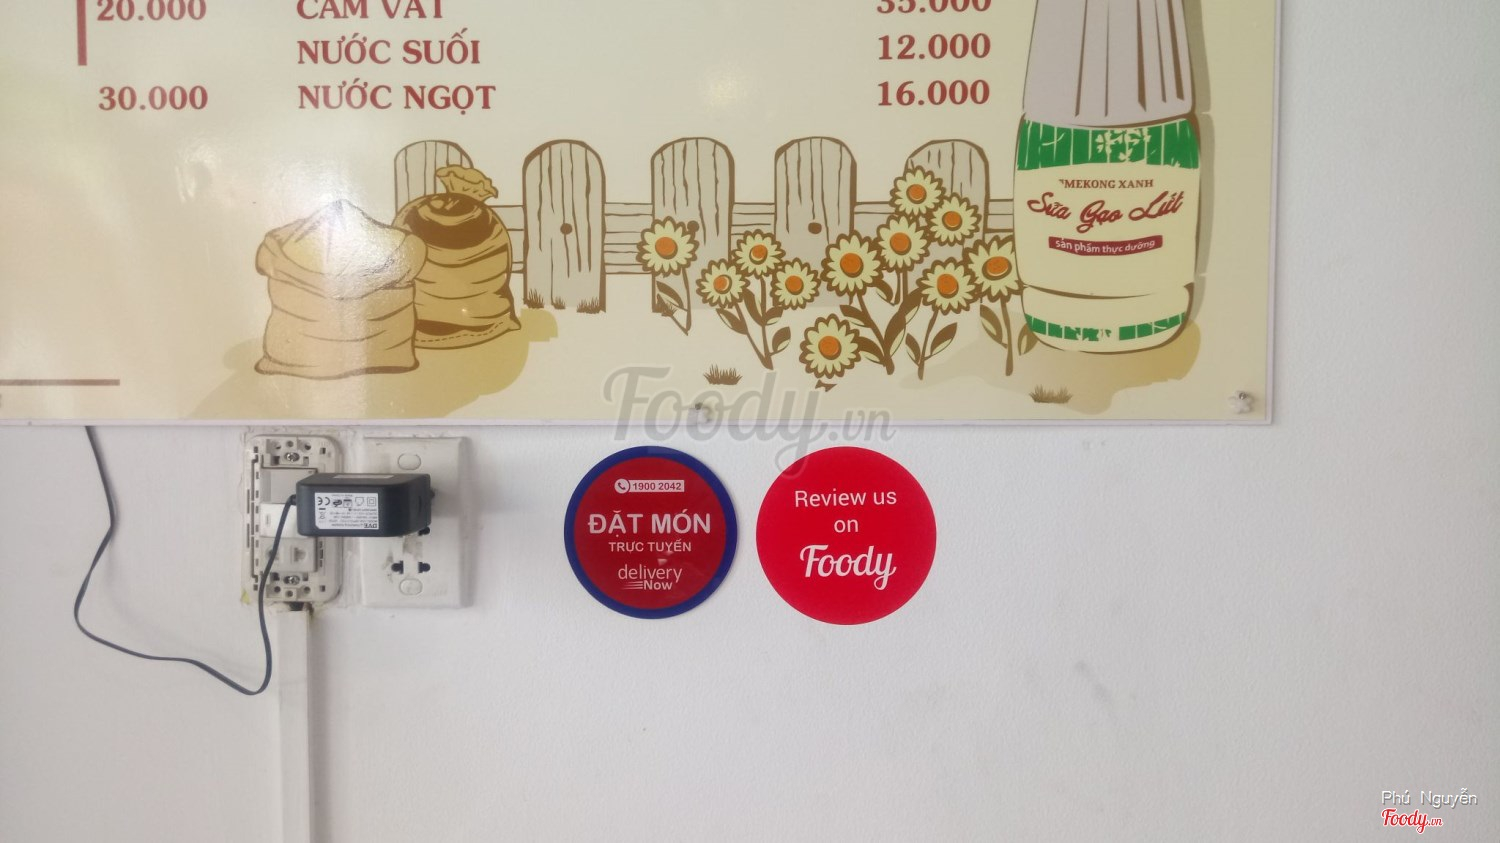 20.000
CAM VẮT
35.000
NƯỚC SUỐI
12.000
30.000
NƯỚC NGỌT
16.000
MEKONG XANH
Sữa Gạo Lứt
sản phẩm thực dưỡng
Foody.vn
1900 2042
ĐẶT MÓN
TRỰC TUYẾN
delivery
Now
Review us
on
Foody
Phú Nguyễn
Foody.vn